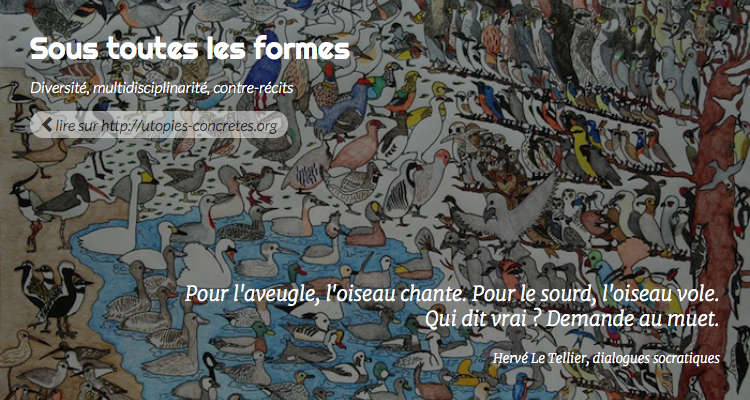 Sous toutes les formes
Diversité, multidisciplinarité, contre-récits
lire sur http://utopies-concretes.org
Pour l'aveugle, l'oiseau chante. Pour le sourd, l'oiseau vole.
Qui dit vrai ? Demande au muet.
Hervé Le Tellier, dialogues socratiques